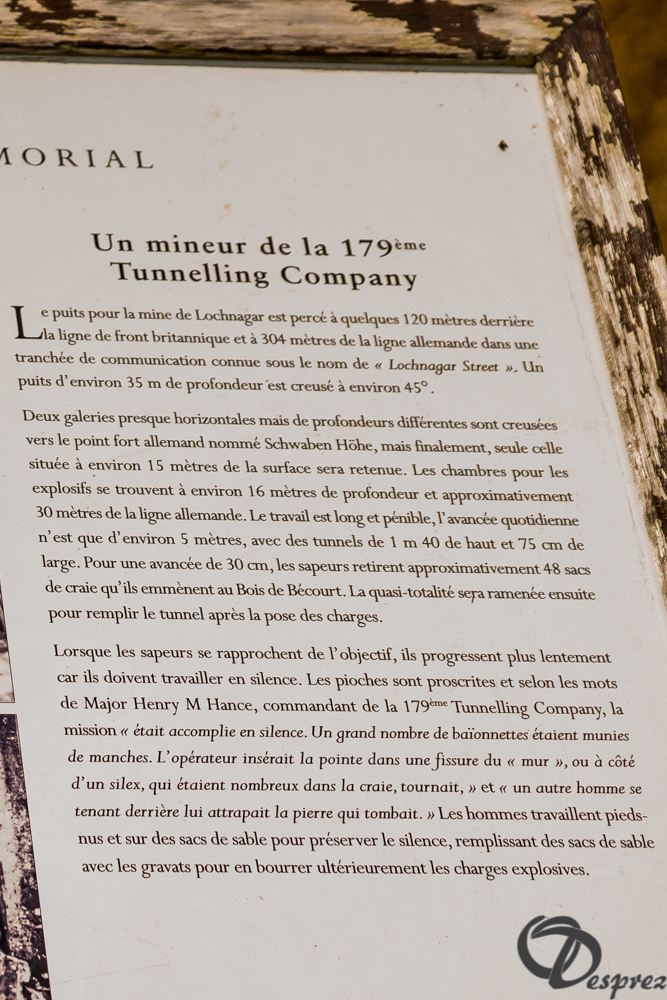 MORIAL
Un mineur de la 179ème
Tunnelling Company
Le puits pour la mine de Lochnagar est percé à quelques 120 mètres derrière
la ligne de front britannique et à 304 mètres de la ligne allemande dans une
tranchée de communication connue sous le nom de « Lochnagar Street ». Un
puits d'environ 35 m de profondeur est creusé à environ 45°.
Deux galeries presque horizontales mais de profondeurs différentes sont creusées
vers le point fort allemand nommé Schwaben Höhe, mais finalement, seule celle
située à environ 15 mètres de la surface sera retenue. Les chambres pour les
explosifs se trouvent à environ 16 mètres de profondeur et approximativement
30 mètres de la ligne allemande. Le travail est long et pénible, l'avancée quotidienne
n'est que d'environ 5 mètres, avec des tunnels de 1 m 40 de haut et 75 cm de
large. Pour une avancée de 30 cm, les sapeurs retirent approximativement 48 sacs
de craie qu'ils emmènent au Bois de Bécourt. La quasi-totalité sera ramenée ensuite
pour remplir le tunnel après la pose des charges.
Lorsque les sapeurs se rapprochent de l'objectif, ils progressent plus lentement
car ils doivent travailler en silence. Les pioches sont proscrites et selon les mots
de Major Henry M Hance, commandant de la 179ème Tunnelling Company, la
mission « était accomplie en silence. Un grand nombre de baïonnettes étaient munies
de manches. L'opérateur insérait la pointe dans une fissure du « mur », ou à côté
d'un silex, qui étaient nombreux dans la craie, tournait, » et « un autre homme se
tenant derrière lui attrapait la pierre qui tombait. » Les hommes travaillent pieds-
nus et sur des sacs de sable pour préserver le silence, remplissant des sacs de sable
avec les gravats pour en bourrer ultérieurement les charges explosives.
Desprez